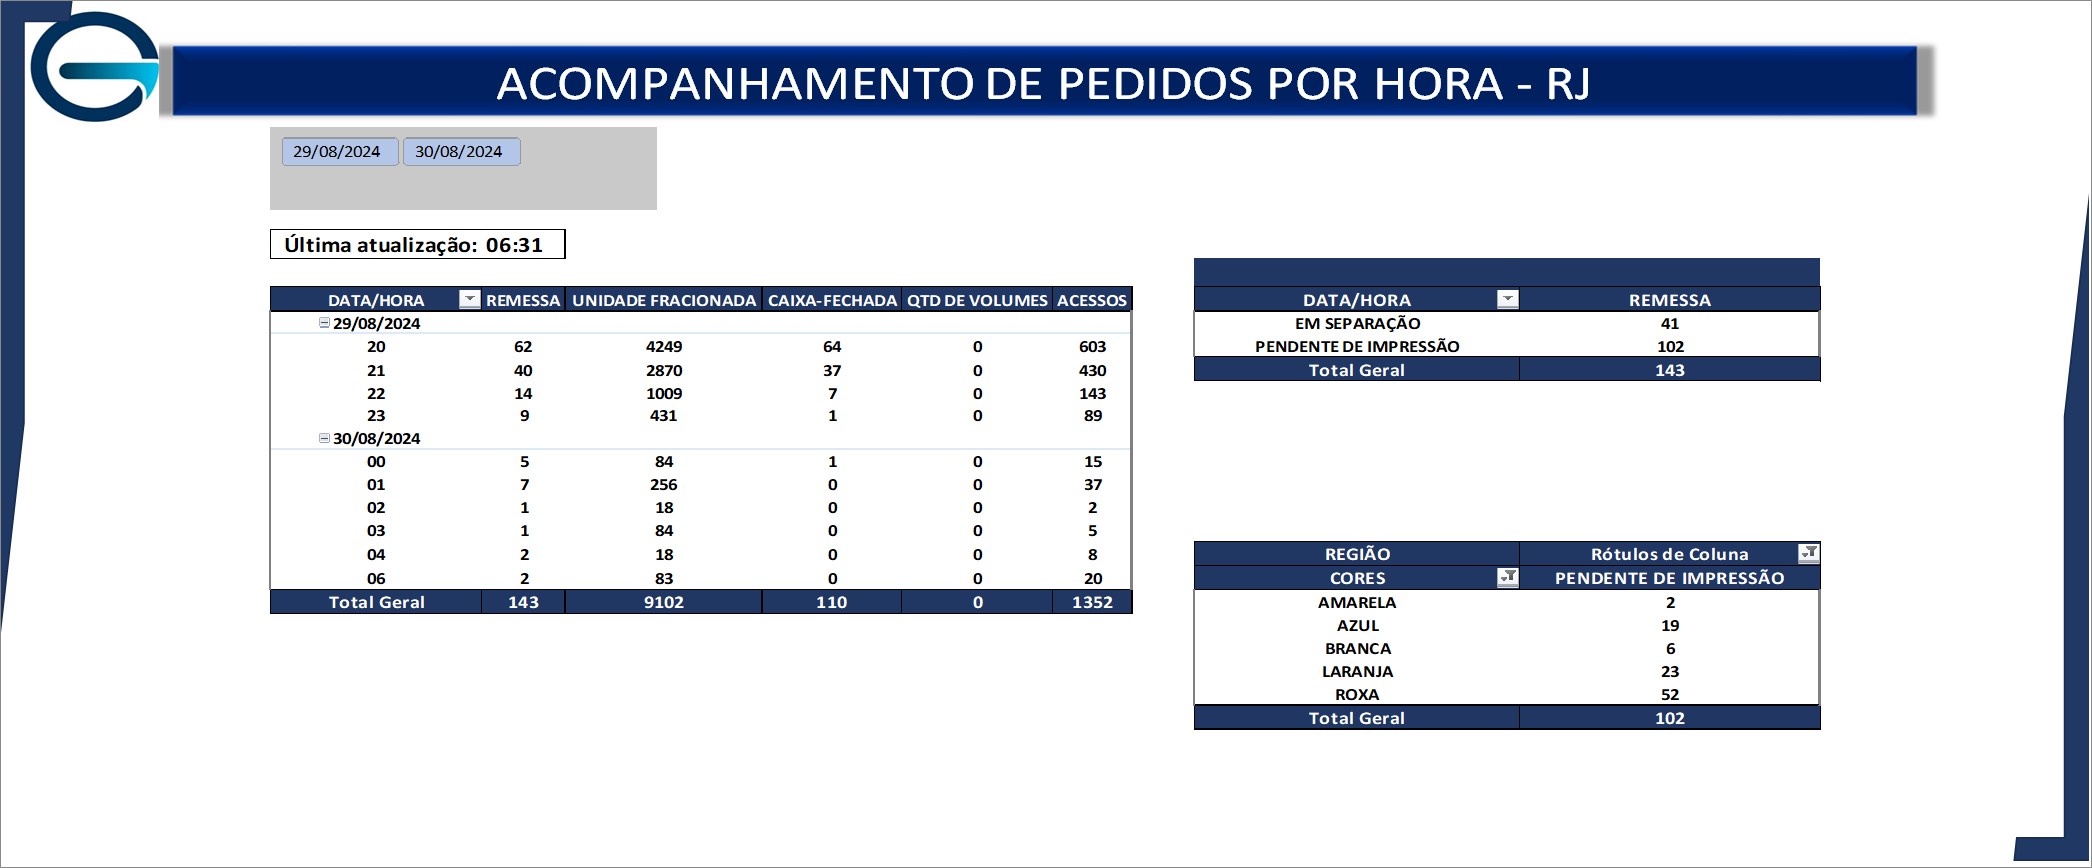 ACOMPANHAMENTO DE PEDIDOS POR HORA - RJ
29/08/2024 30/08/2024
Última atualização: 06:31
DATA/HORA REMESSA UNIDADE FRACIONADA CAIXA-FECHADA QTD DE VOLUMES ACESSOS
29/08/2024
20 62 4249 64 0 603
21 40 2870 37 0 430
22 14 1009 7 0 143
23 9 431 1 0 89
30/08/2024
00 5 84 1 0 15
01 7 256 0 0 37
02 1 18 0 0 2
03 1 84 0 0 5
04 2 18 0 0 8
06 2 83 0 0 20
Total Geral 143 9102 110 0 1352
DATA/HORA REMESSA
EM SEPARAÇÃO 41
PENDENTE DE IMPRESSÃO 102
Total Geral 143
REGIÃO Rótulos de Coluna
CORES PENDENTE DE IMPRESSÃO
AMARELA 2
AZUL 19
BRANCA 6
LARANJA 23
ROXA 52
Total Geral 102